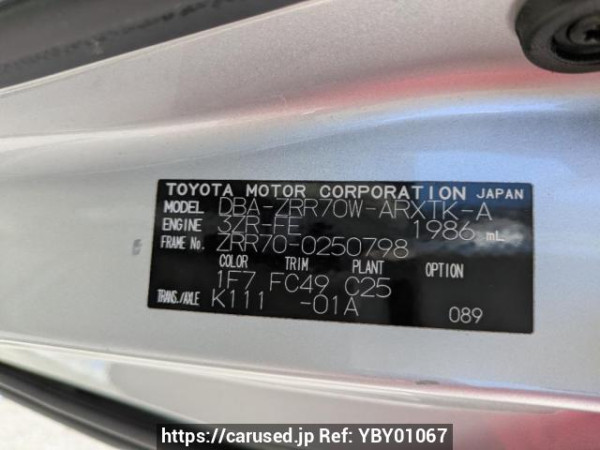 TOYOTA MOTOR CORPORATION JAPAN
MODEL DBA-ZRR70W-ARXTK-A
ENGINE 3ZR-FE 1986 mL
FRAME No. ZRR70-0250798
COLOR TRIM PLANT OPTION
1F7 FC49 C25
TRANS./AXLE K111 -01A 089
https://carused.jp Ref: YBY01067